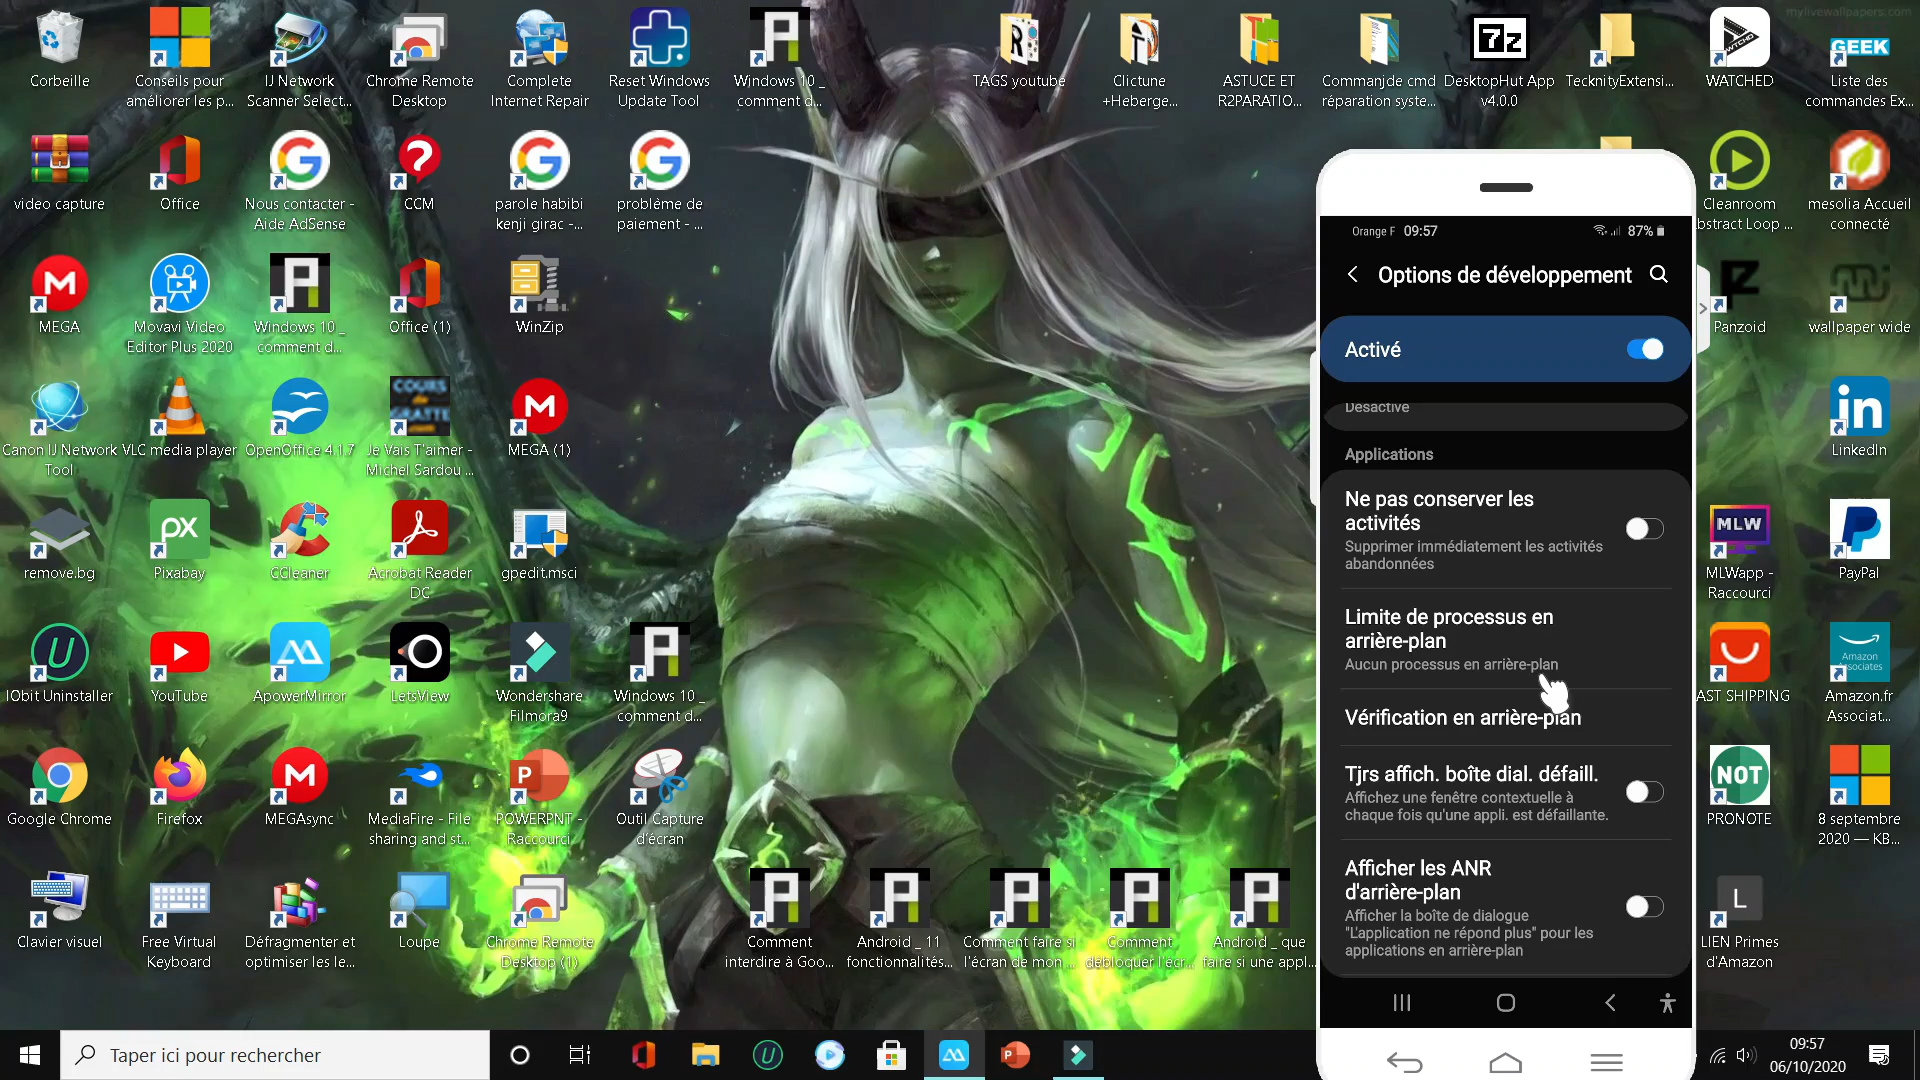 mylivewallpapers.com
Corbeille
Conseils pour
améliorer les p...
IJ Network
Scanner Select...
Chrome Remote
Desktop
Complete
Internet Repair
Reset Windows
Update Tool
Windows 10 _
comment d...
TAGS youtube
Clictune
+Heberge...
ASTUCE ET
R2PARATIO...
Commanjde cmd
réparation syste...
DesktopHut App
v4.0.0
TecknityExtensi...
WATCHED
GEEK
Liste des
commandes Ex...
video capture
Office
Nous contacter -
Aide AdSense
CCM
parole habibi
kenji girac -...
probléme de
paiement - ...
Cleanroom
bstract Loop ...
mesolia Accueil
connecté
MEGA
Movavi Video
Editor Plus 2020
Windows 10 _
comment d...
Office (1)
WinZip
Panzoid
wallpaper wide
Canon IJ Network
Tool
VLC media player
OpenOffice 4.1.7
COURS
GRATTE
Je Vais T'aimer -
Michel Sardou ...
MEGA (1)
LinkedIn
remove.bg
px
Pixabay
CCleaner
Acrobat Reader
DC
gpedit.msci
MLW
MLWapp -
Raccourci
PayPal
IObit Uninstaller
YouTube
ApowerMirror
LetsView
Wondershare
Filmora9
Windows 10 _
comment d...
AST SHIPPING
Amazon
Associates
Amazon.fr
Associat...
Google Chrome
Firefox
MEGAsync
MediaFire - File
sharing and st...
POWERPNT -
Raccourci
Outil Capture
d'écran
NOT
PRONOTE
8 septembre
2020 — KB...
Clavier visuel
Free Virtual
Keyboard
Défragmenter et
optimiser les le...
Loupe
Chrome Remote
Desktop (1)
Comment
interdire à Goo...
Android _ 11
fonctionnalités...
Comment faire si
l'écran de mon ...
Comment
débloquer l'écr...
Android _ que
faire si une appl...
L
LIEN Primes
d'Amazon
Orange F 09:57
87%
Options de développement
Activé
Désactivé
Applications
Ne pas conserver les
activités
Supprimer immédiatement les activités
abandonnées
Limite de processus en
arrière-plan
Aucun processus en arrière-plan
Vérification en arrière-plan
Tjrs affich. boîte dial. défaill.
Affichez une fenêtre contextuelle à
chaque fois qu'une appli. est défaillante.
Afficher les ANR
d'arrière-plan
Afficher la boîte de dialogue
"L'application ne répond plus" pour les
applications en arrière-plan
Taper ici pour rechercher
09:57
06/10/2020